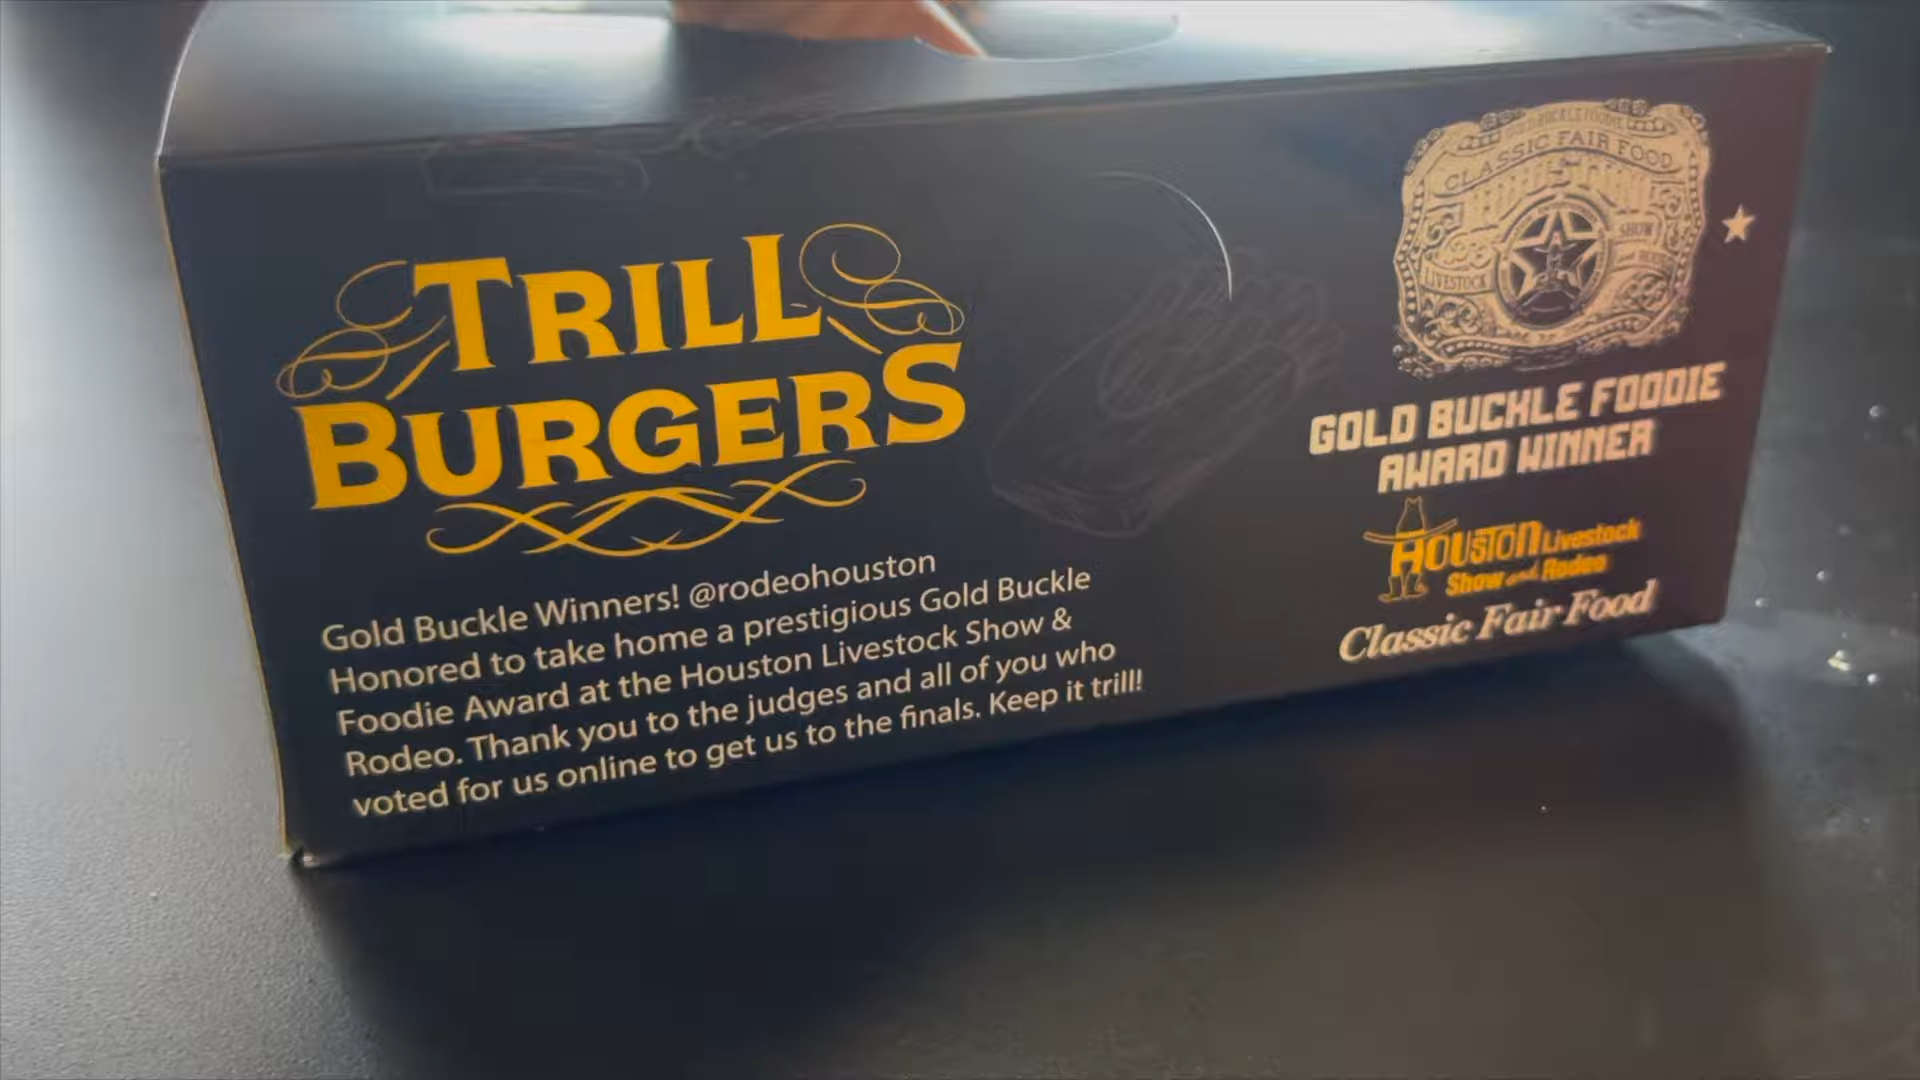 TRILL
BURGERS
Gold Buckle Winners! @rodeohouston
Honored to take home a prestigious Gold Buckle
Foodie Award at the Houston Livestock Show &
Rodeo. Thank you to the judges and all of you who
voted for us online to get us to the finals. Keep it trill!
CLASSIC FAIR FOOD
LIVESTOCK
SHOW
GOLD BUCKLE FOODIE
AWARD WINNER
HOUSTON Livestock
Show and Rodeo
Classic Fair Food